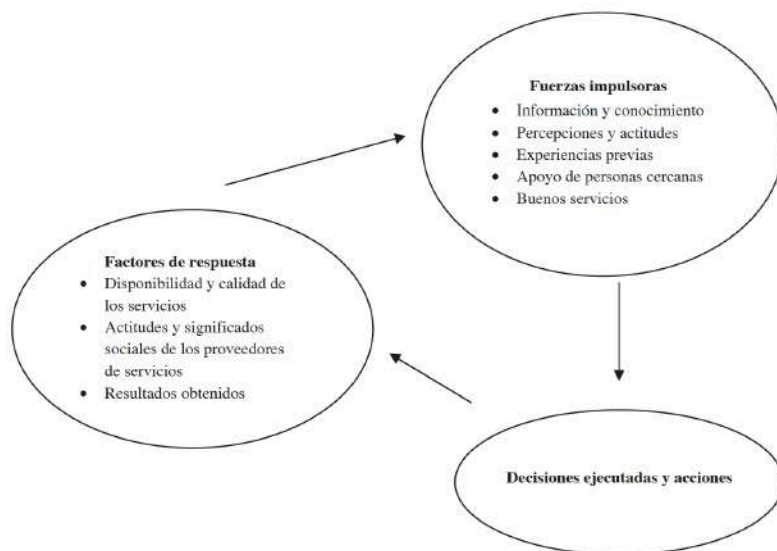 Fuerzas impulsoras
• Información y conocimiento
• Percepciones y actitudes
• Experiencias previas
• Apoyo de personas cercanas
• Buenos servicios
Factores de respuesta
• Disponibilidad y calidad de
los servicios
• Actitudes y significados
sociales de los proveedores
de servicios
• Resultados obtenidos
Decisiones ejecutadas y acciones